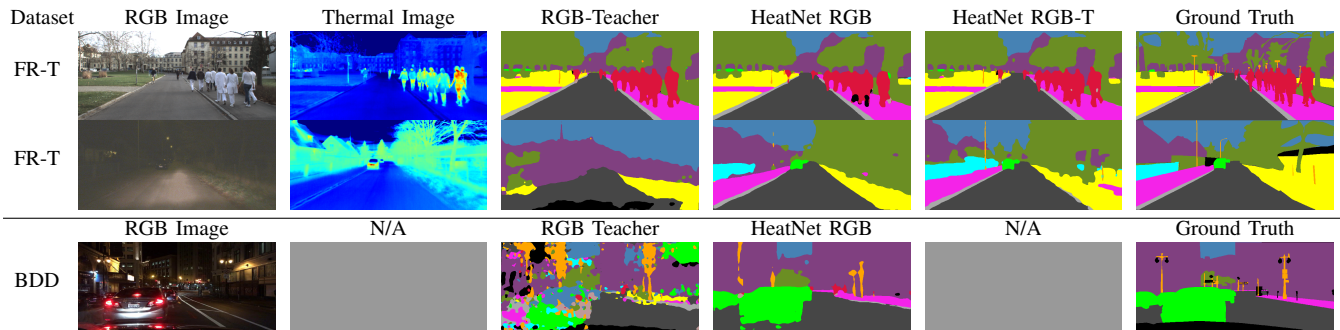 Dataset RGB Image Thermal Image RGB-Teacher HeatNet RGB HeatNet RGB-T Ground Truth
FR-T
FR-T
RGB Image N/A RGB Teacher HeatNet RGB N/A Ground Truth
BDD